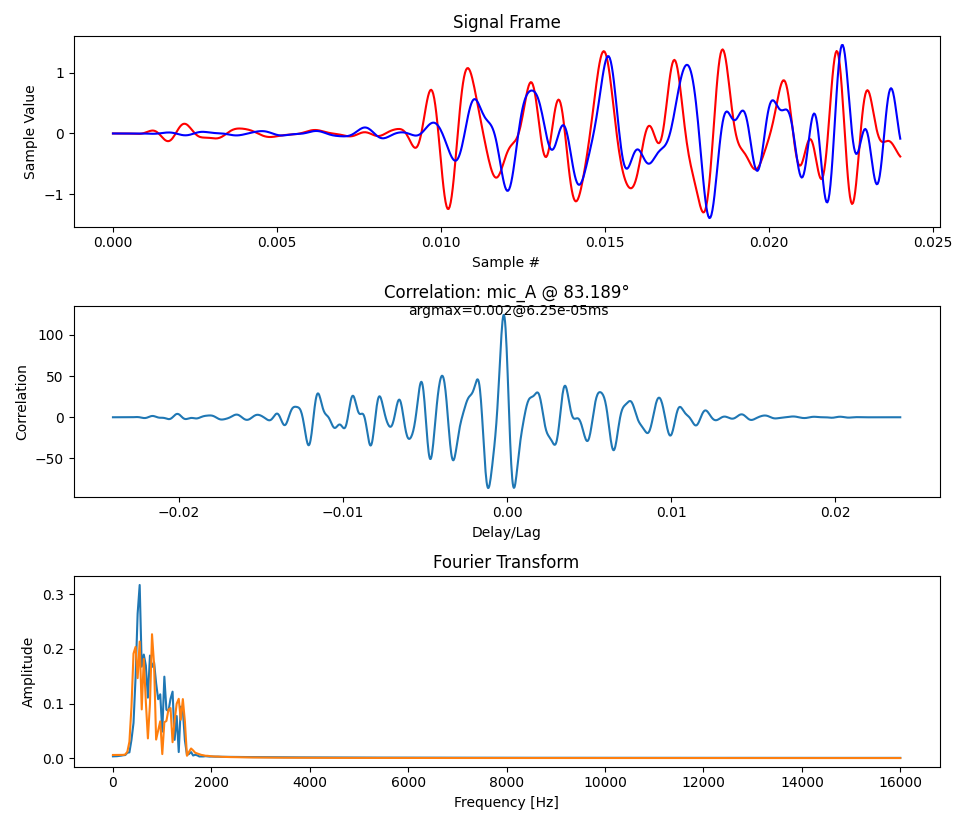 Signal Frame
Sample Value
1
0
−1
0.000 0.005 0.010 0.015 0.020 0.025
Sample #
Correlation: mic_A @ 83.189°
argmax=0.002@6.25e-05ms
Correlation
100
50
0
−50
−0.02 −0.01 0.00 0.01 0.02
Delay/Lag
Fourier Transform
Amplitude
0.3
0.2
0.1
0.0
0 2000 4000 6000 8000 10000 12000 14000 16000
Frequency [Hz]